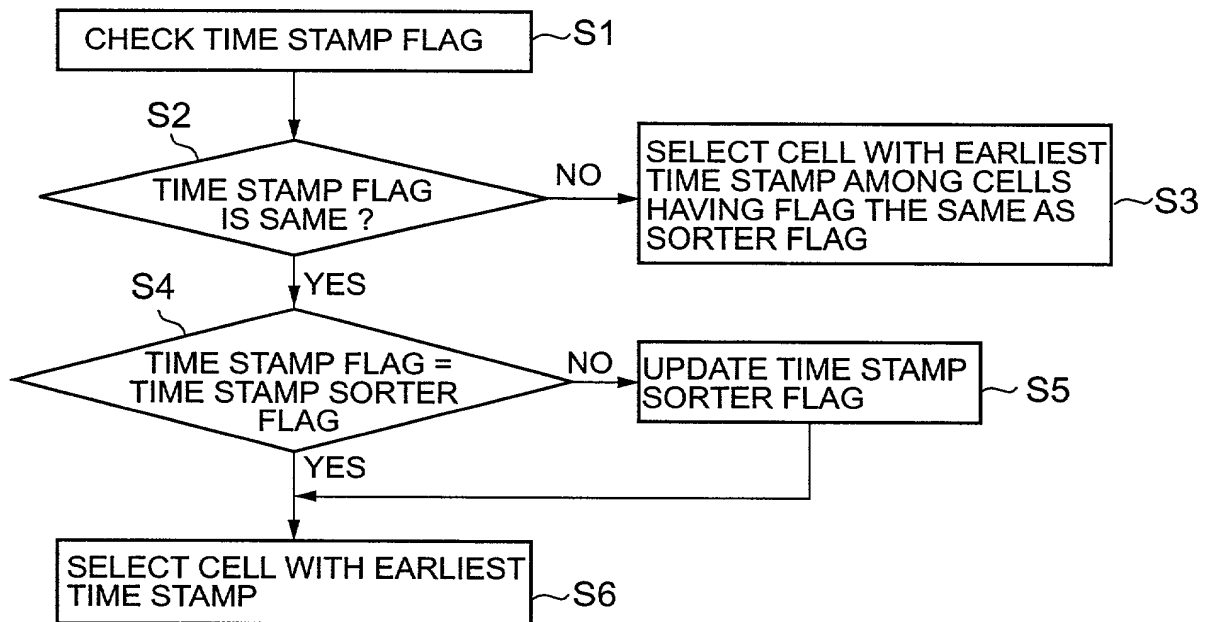 CHECK TIME STAMP FLAG
S1
S2
TIME STAMP FLAG
IS SAME ?
NO
SELECT CELL WITH EARLIEST
TIME STAMP AMONG CELLS
HAVING FLAG THE SAME AS
SORTER FLAG
S3
YES
S4
TIME STAMP FLAG =
TIME STAMP SORTER
FLAG
NO
UPDATE TIME STAMP
SORTER FLAG
S5
YES
SELECT CELL WITH EARLIEST
TIME STAMP
S6